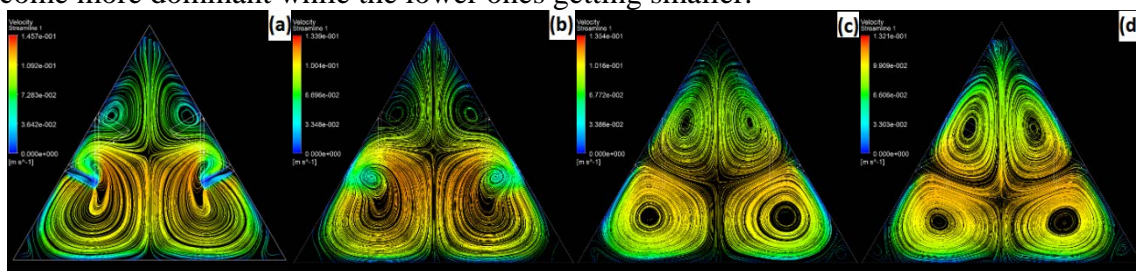 come more dominant while the lower ones getting smaller.
Velocity
Streamline 1
(a)
1.457e-001
1.092e-001
7.283e-002
3.642e-002
0.000e+000
[m s^-1]
Velocity
Streamline 1
(b)
1.339e-001
1.004e-001
6.696e-002
3.348e-002
0.000e+000
[m s^-1]
Velocity
Streamline 1
(c)
1.354e-001
1.016e-001
6.772e-002
3.386e-002
0.000e+000
[m s^-1]
Velocity
Streamline 1
(d)
1.321e-001
9.909e-002
6.606e-002
3.303e-002
0.000e+000
[m s^-1]